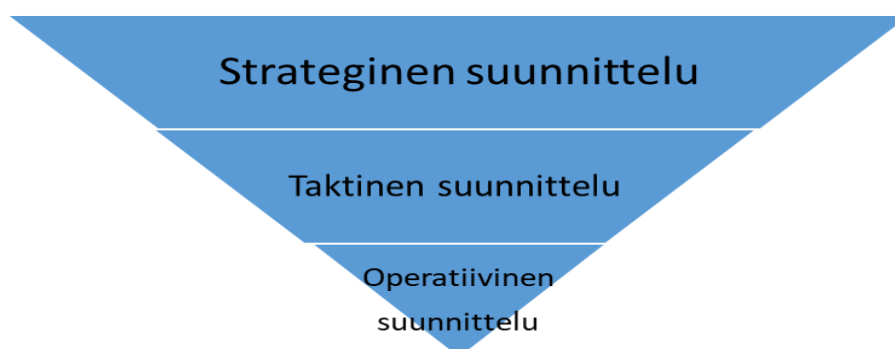 Strateginen suunnittelu
Taktinen suunnittelu
Operatiivinen
suunnittelu